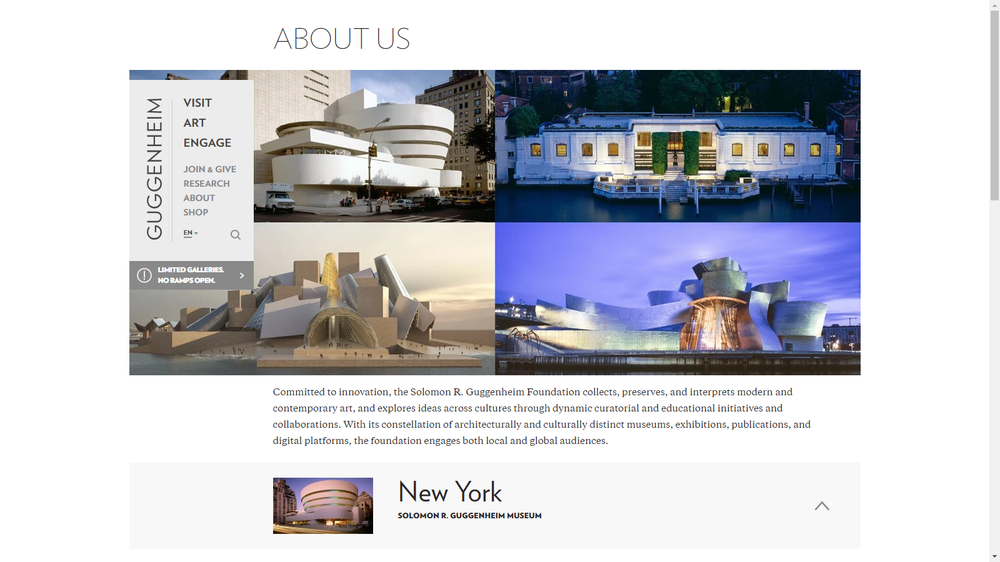 ABOUT US
GUGGENHEIM
VISIT
ART
ENGAGE
JOIN & GIVE
RESEARCH
ABOUT
SHOP
EN
LIMITED GALLERIES.
NO RAMPS OPEN.
Committed to innovation, the Solomon R. Guggenheim Foundation collects, preserves, and interprets modern and
contemporary art, and explores ideas across cultures through dynamic curatorial and educational initiatives and
collaborations. With its constellation of architecturally and culturally distinct museums, exhibitions, publications, and
digital platforms, the foundation engages both local and global audiences.
New York
SOLOMON R. GUGGENHEIM MUSEUM